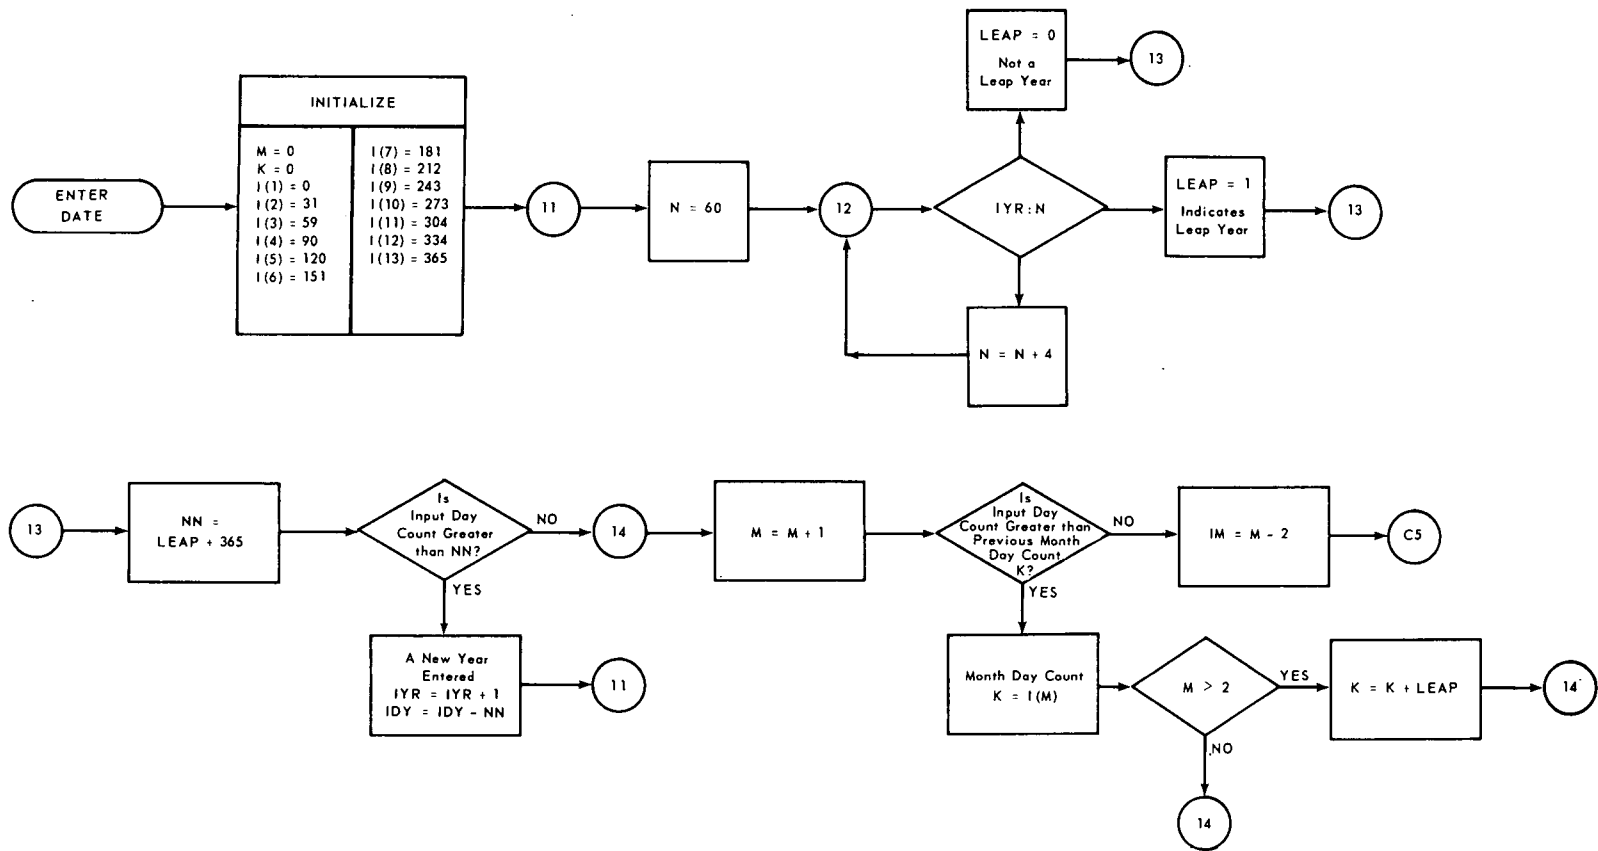 ENTER
DATE
INITIALIZE
M = 0
K = 0
I(1) = 0
I(2) = 31
I(3) = 59
I(4) = 90
I(5) = 120
I(6) = 151
I(7) = 181
I(8) = 212
I(9) = 243
I(10) = 273
I(11) = 304
I(12) = 334
I(13) = 365
11
N = 60
12
IYR:N
LEAP = 0
Not a
Leap Year
13
LEAP = 1
Indicates
Leap Year
13
N = N + 4
13
NN =
LEAP + 365
Is
Input Day
Count Greater
than NN?
NO
YES
A New Year
Entered
IYR = IYR + 1
IDY = IDY - NN
11
14
M = M + 1
Is
Input Day
Count Greater than
Previous Month
Day Count
K?
NO
YES
IM = M - 2
C5
Month Day Count
K = I(M)
M > 2
YES
NO
K = K + LEAP
14
14